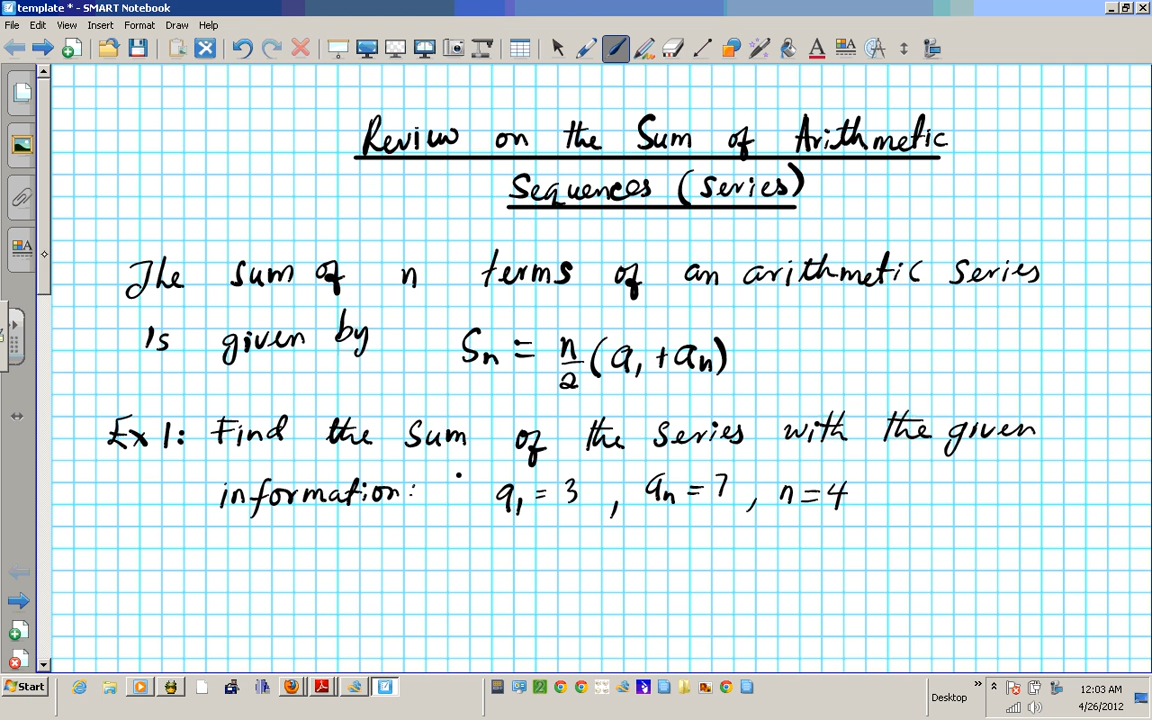 template * - SMART Notebook
File Edit View Insert Format Draw Help
Review on the Sum of Arithmetic
Sequences (series)
The sum of n terms of an arithmetic series
is given by Sn = n/2 (a1 + an)
Ex 1: Find the sum of the series with the given
information: a1 = 3 , an = 7 , n = 4
Start
Desktop
12:03 AM
4/26/2012